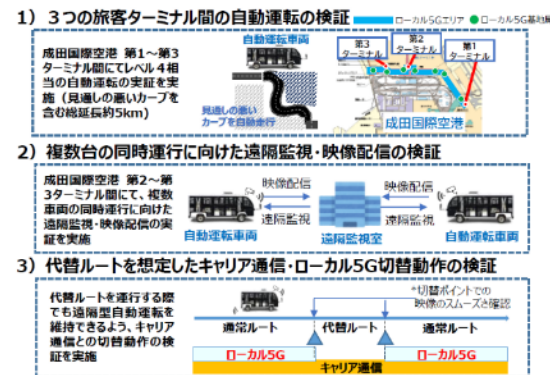 1）３つの旅客ターミナル間の自動運転の検証
ローカル5Gエリア
ローカル5G基地局
成田国際空港 第1～第3
ターミナル間にてレベル４相
当の自動運転の実証を実
施（見通しの悪いカーブを
含む総延長約5km）
自動運転車両
見通しの悪い
カーブを自動走行
第3
ターミナル
第2
ターミナル
第1
ターミナル
成田国際空港
2）複数台の同時運行に向けた遠隔監視・映像配信の検証
成田国際空港 第2～第
3ターミナル間にて、複数
車両の同時運行に向けた
遠隔監視・映像配信の実
証を実施
自動運転車両
映像配信
遠隔監視
遠隔監視室
映像配信
遠隔監視
自動運転車両
3）代替ルートを想定したキャリア通信・ローカル5G切替動作の検証
代替ルートを運行する際
でも遠隔型自動運転を
維持できるよう、キャリア
通信との切替動作の検
証を実施
*切替ポイントでの
映像のスムーズさ確認
通常ルート
代替ルート
通常ルート
ローカル5G
ローカル5G
キャリア通信